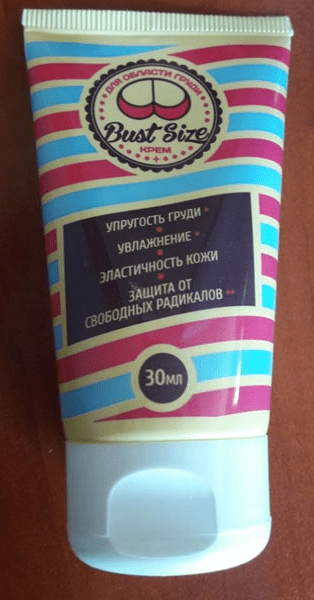 ДЛЯ ОБЛАСТИ ГРУДИ
Bust Size
КРЕМ
УПРУГОСТЬ ГРУДИ
УВЛАЖНЕНИЕ
ЭЛАСТИЧНОСТЬ КОЖИ
ЗАЩИТА ОТ
СВОБОДНЫХ РАДИКАЛОВ
30МЛ